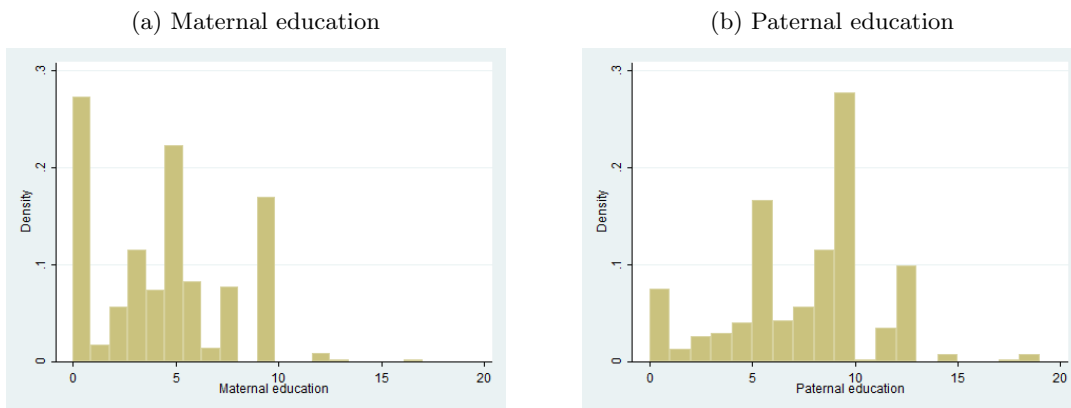 (a) Maternal education
.3
.2
.1
0
Density
0 5 10 15 20
Maternal education
(b) Paternal education
.3
.2
.1
0
Density
0 5 10 15 20
Paternal education